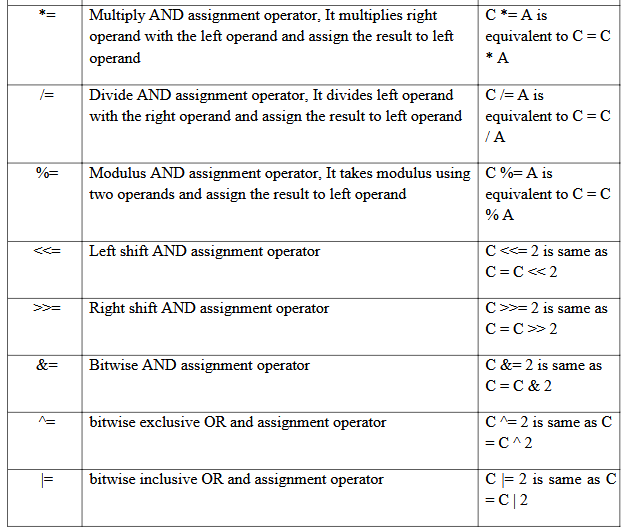 *= Multiply AND assignment operator, It multiplies right C *= A is
operand with the left operand and assign the result to left equivalent to C = C
operand * A
/= Divide AND assignment operator, It divides left operand C /= A is
with the right operand and assign the result to left operand equivalent to C = C
/ A
%= Modulus AND assignment operator, It takes modulus using C %= A is
two operands and assign the result to left operand equivalent to C = C
% A
<<= Left shift AND assignment operator C <<= 2 is same as
C = C << 2
>>= Right shift AND assignment operator C >>= 2 is same as
C = C >> 2
&= Bitwise AND assignment operator C &= 2 is same as
C = C & 2
^= bitwise exclusive OR and assignment operator C ^= 2 is same as C
= C ^ 2
|= bitwise inclusive OR and assignment operator C |= 2 is same as C
= C | 2